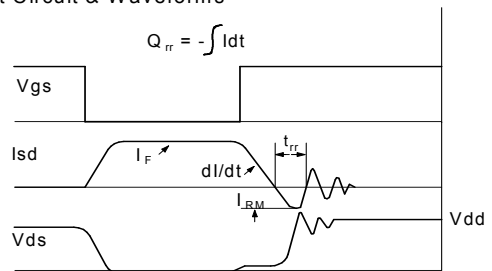 t Circuit & Waveforms
Q rr = - ∫ Idt
Vgs
t rr
Isd
I F
dI/dt
I RM
Vdd
Vds